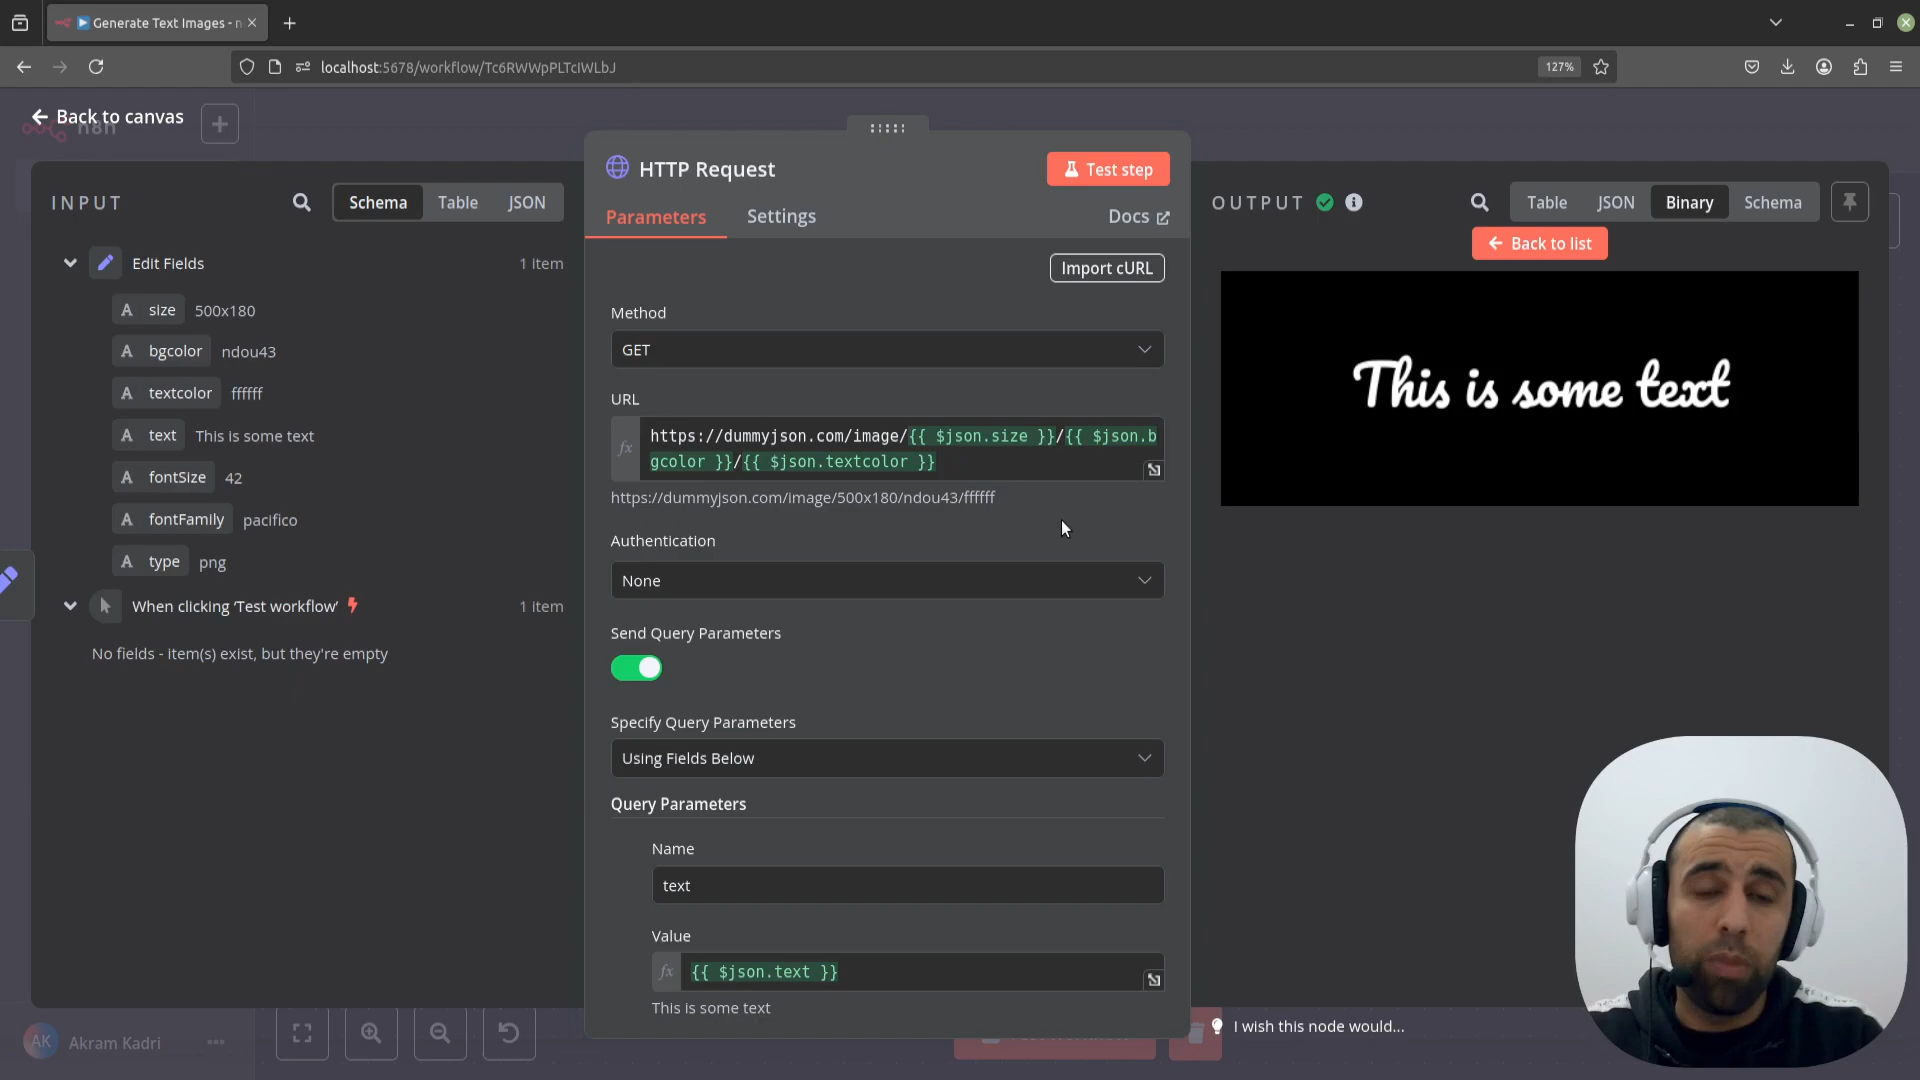 Generate Text Images - n
localhost:5678/workflow/Tc6RWWpPLTcIWLbJ
127%
Back to canvas
n8n
INPUT
Schema
Table
JSON
Edit Fields
1 item
A size 500x180
A bgcolor ndou43
A textcolor ffffff
A text This is some text
A fontSize 42
A fontFamily pacifico
A type png
When clicking ‘Test workflow’
1 item
No fields - item(s) exist, but they're empty
HTTP Request
Test step
Parameters
Settings
Docs
Import cURL
Method
GET
URL
fx
https://dummyjson.com/image/{{ $json.size }}/{{ $json.b
gcolor }}/{{ $json.textcolor }}
https://dummyjson.com/image/500x180/ndou43/ffffff
Authentication
None
Send Query Parameters
Specify Query Parameters
Using Fields Below
Query Parameters
Name
text
Value
fx {{ $json.text }}
This is some text
OUTPUT
Table
JSON
Binary
Schema
Back to list
This is some text
I wish this node would...
AK Akram Kadri